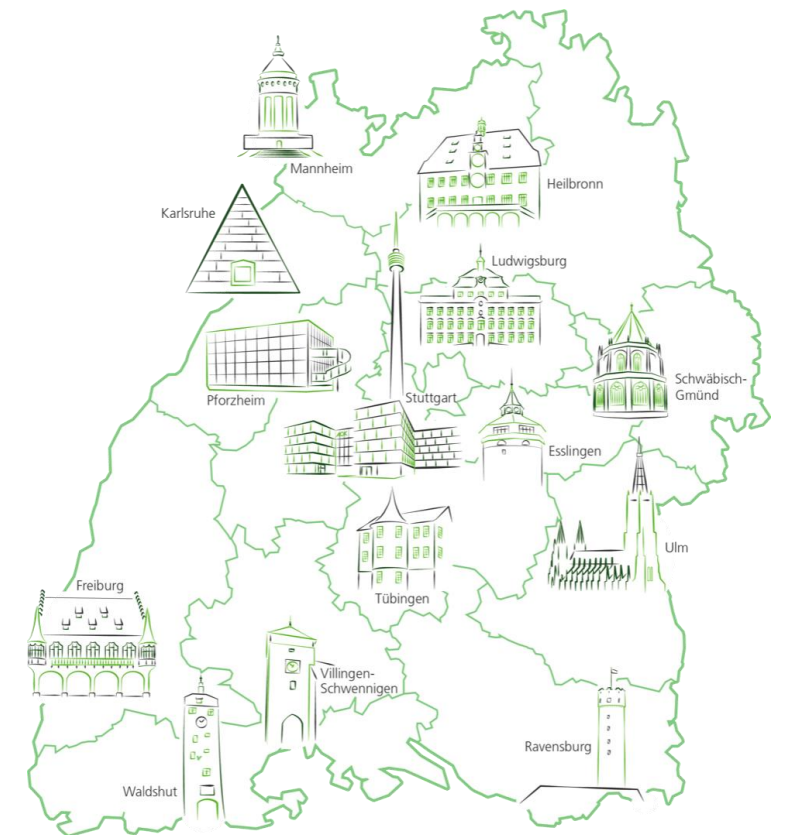 Mannheim
Heilbronn
Karlsruhe
Ludwigsburg
Schwäbisch-
Gmünd
Pforzheim
Stuttgart
Esslingen
Ulm
Freiburg
Tübingen
Villingen-
Schwennigen
Ravensburg
Waldshut